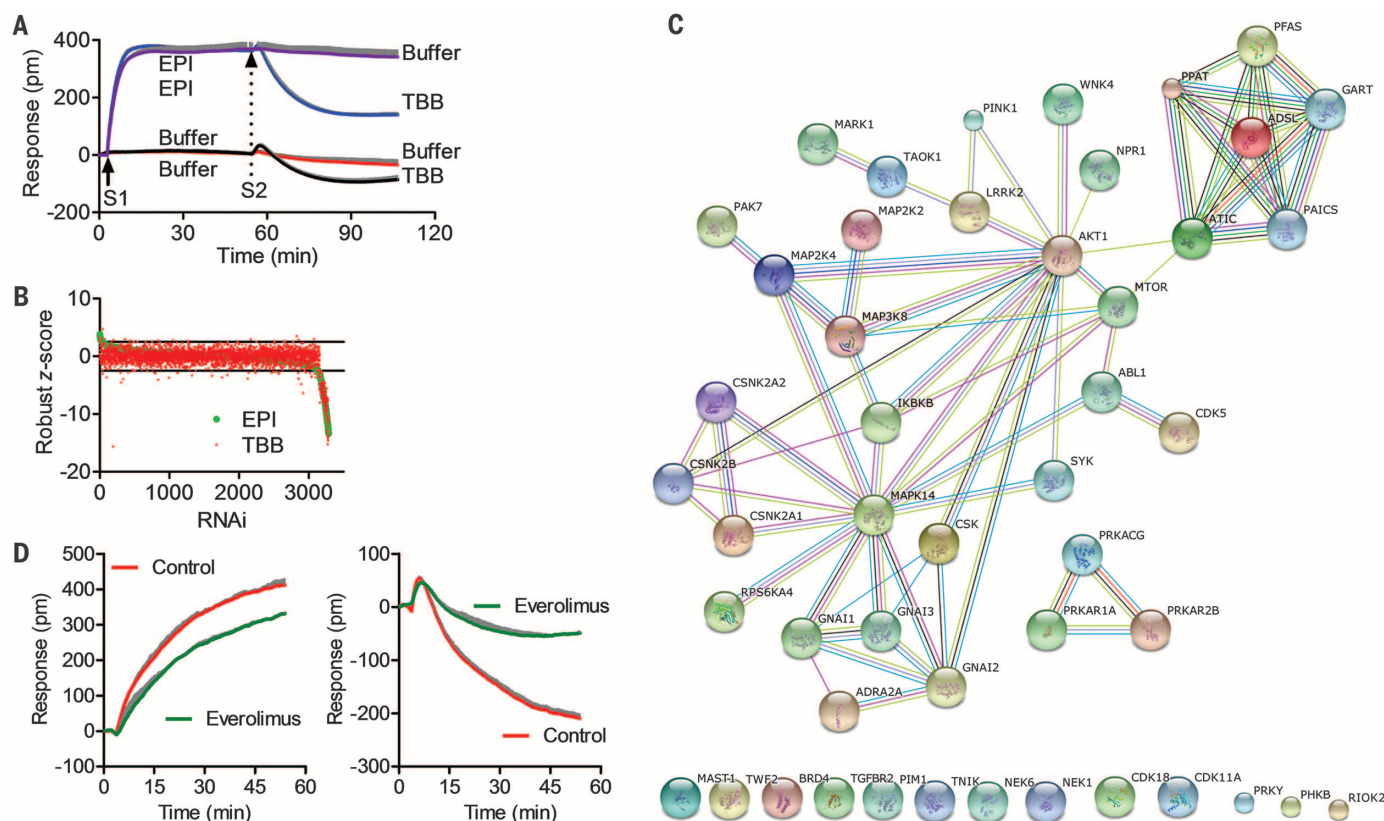 A
400
200
0
-200
Response (pm)
EPI
EPI
Buffer
TBB
Buffer
Buffer
Buffer
TBB
S1
S2
0
30
60
90
120
Time (min)
B
10
0
-10
-20
Robust z-score
EPI
TBB
0
1000
2000
3000
RNAi
D
500
400
300
200
100
0
-100
Response (pm)
Control
Everolimus
0
15
30
45
60
Time (min)
100
0
-100
-200
-300
Response (pm)
Everolimus
Control
0
15
30
45
60
Time (min)
C
PFAS
PPAT
GART
ADSL
WNK4
PINK1
MARK1
TAOK1
NPR1
LRRK2
PAICS
ATIC
PAK7
MAP2K2
AKT1
MAP2K4
MTOR
MAP3K8
ABL1
CSNK2A2
IKBKB
CDK5
CSNK2B
SYK
MAPK14
CSNK2A1
CSK
PRKACG
RPS6KA4
GNAI1
GNAI3
PRKAR1A
PRKAR2B
GNAI2
ADRA2A
MAST1
TWF2
BRD4
TGFBR2
PIM1
TNIK
NEK6
NEK1
CDK18
CDK11A
PRKY
PHKB
RIOK2